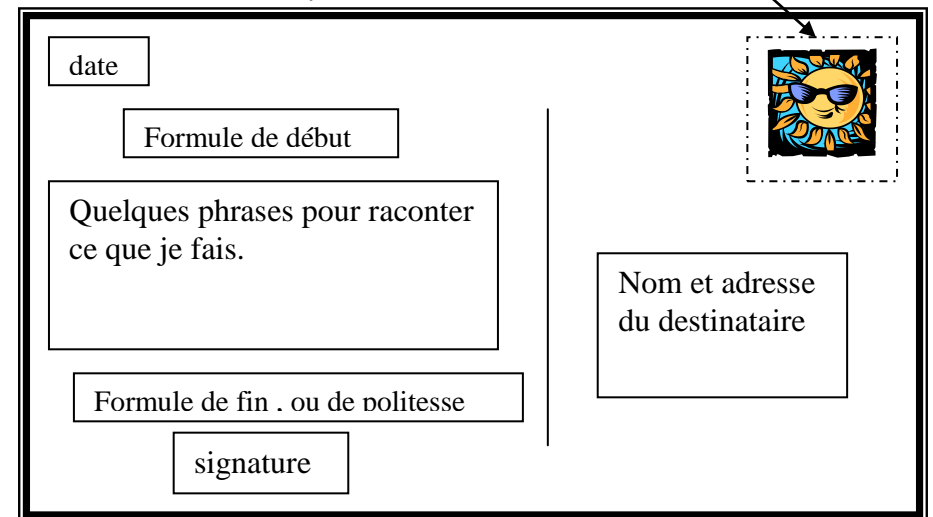 date
Formule de début
Quelques phrases pour raconter
ce que je fais.
Formule de fin , ou de politesse
signature
Nom et adresse
du destinataire